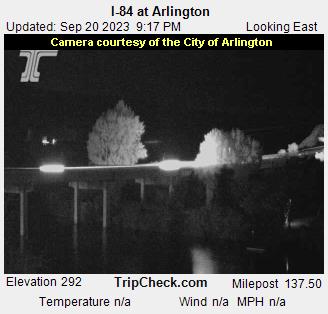 I-84 at Arlington
Updated: Sep 20 2023 9:17 PM Looking East
Camera courtesy of the City of Arlington
Elevation 292 TripCheck.com Milepost 137.50
Temperature n/a Wind n/a MPH n/a